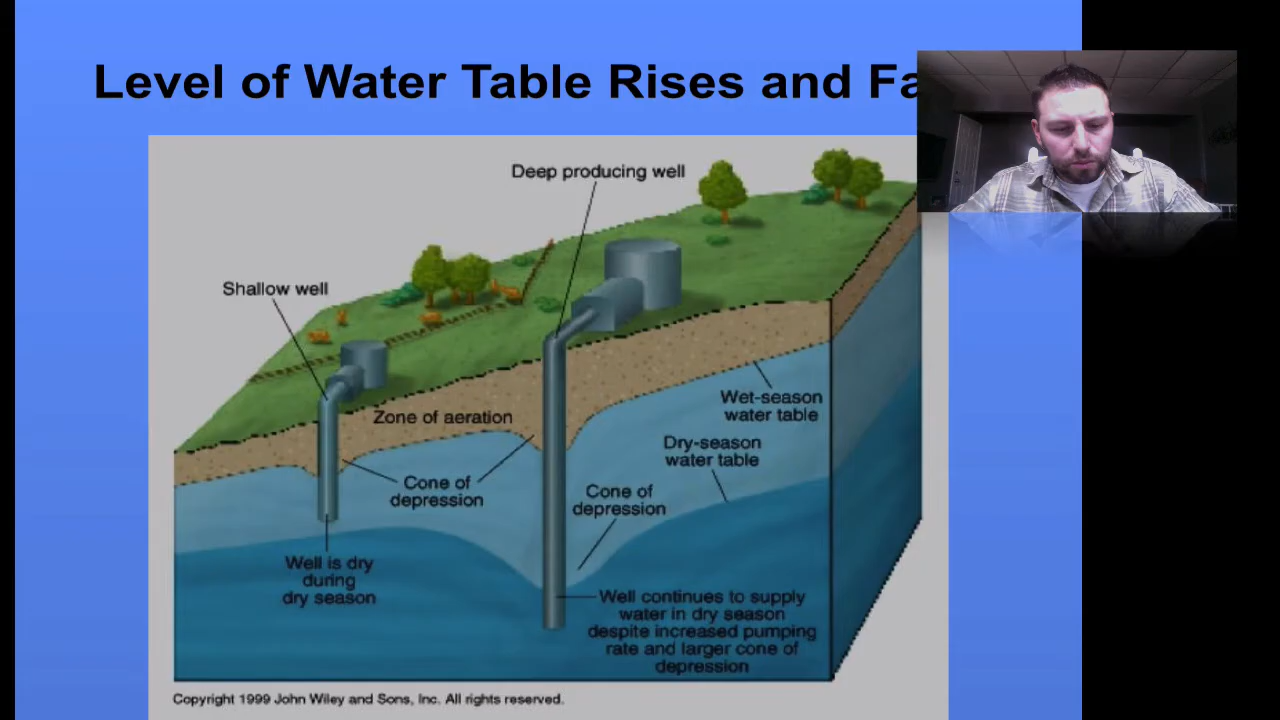 Level of Water Table Rises and Fa
Deep producing well
Shallow well
Zone of aeration
Wet-season
water table
Dry-season
water table
Cone of
depression
Cone of
depression
Well is dry
during
dry season
Well continues to supply
water in dry season
despite increased pumping
rate and larger cone of
depression
Copyright 1999 John Wiley and Sons, Inc. All rights reserved.